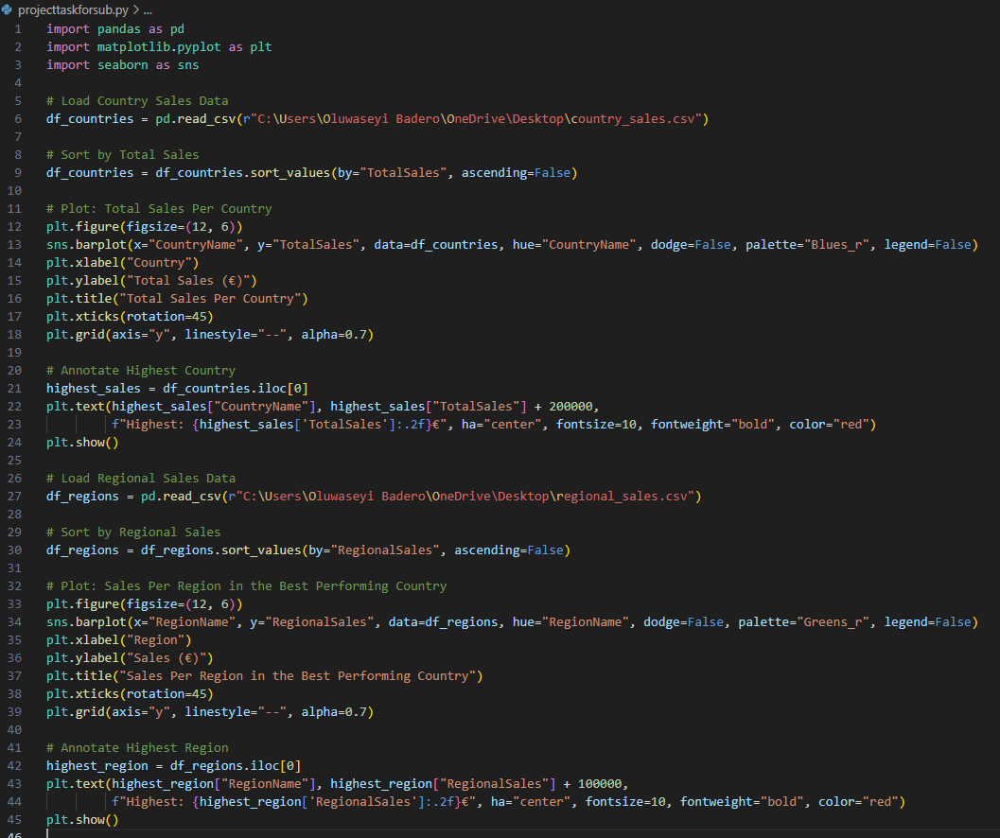 projecttaskforsub.py > ...
1 import pandas as pd
2 import matplotlib.pyplot as plt
3 import seaborn as sns
4
5 # Load Country Sales Data
6 df_countries = pd.read_csv(r"C:\Users\Oluwaseyi Badero\OneDrive\Desktop\country_sales.csv")
7
8 # Sort by Total Sales
9 df_countries = df_countries.sort_values(by="TotalSales", ascending=False)
10
11 # Plot: Total Sales Per Country
12 plt.figure(figsize=(12, 6))
13 sns.barplot(x="CountryName", y="TotalSales", data=df_countries, hue="CountryName", dodge=False, palette="Blues_r", legend=False)
14 plt.xlabel("Country")
15 plt.ylabel("Total Sales (€)")
16 plt.title("Total Sales Per Country")
17 plt.xticks(rotation=45)
18 plt.grid(axis="y", linestyle="--", alpha=0.7)
19
20 # Annotate Highest Country
21 highest_sales = df_countries.iloc[0]
22 plt.text(highest_sales["CountryName"], highest_sales["TotalSales"] + 200000,
23          f"Highest: {highest_sales['TotalSales']:.2f}€", ha="center", fontsize=10, fontweight="bold", color="red")
24 plt.show()
25
26 # Load Regional Sales Data
27 df_regions = pd.read_csv(r"C:\Users\Oluwaseyi Badero\OneDrive\Desktop\regional_sales.csv")
28
29 # Sort by Regional Sales
30 df_regions = df_regions.sort_values(by="RegionalSales", ascending=False)
31
32 # Plot: Sales Per Region in the Best Performing Country
33 plt.figure(figsize=(12, 6))
34 sns.barplot(x="RegionName", y="RegionalSales", data=df_regions, hue="RegionName", dodge=False, palette="Greens_r", legend=False)
35 plt.xlabel("Region")
36 plt.ylabel("Sales (€)")
37 plt.title("Sales Per Region in the Best Performing Country")
38 plt.xticks(rotation=45)
39 plt.grid(axis="y", linestyle="--", alpha=0.7)
40
41 # Annotate Highest Region
42 highest_region = df_regions.iloc[0]
43 plt.text(highest_region["RegionName"], highest_region["RegionalSales"] + 100000,
44          f"Highest: {highest_region['RegionalSales']:.2f}€", ha="center", fontsize=10, fontweight="bold", color="red")
45 plt.show()
46